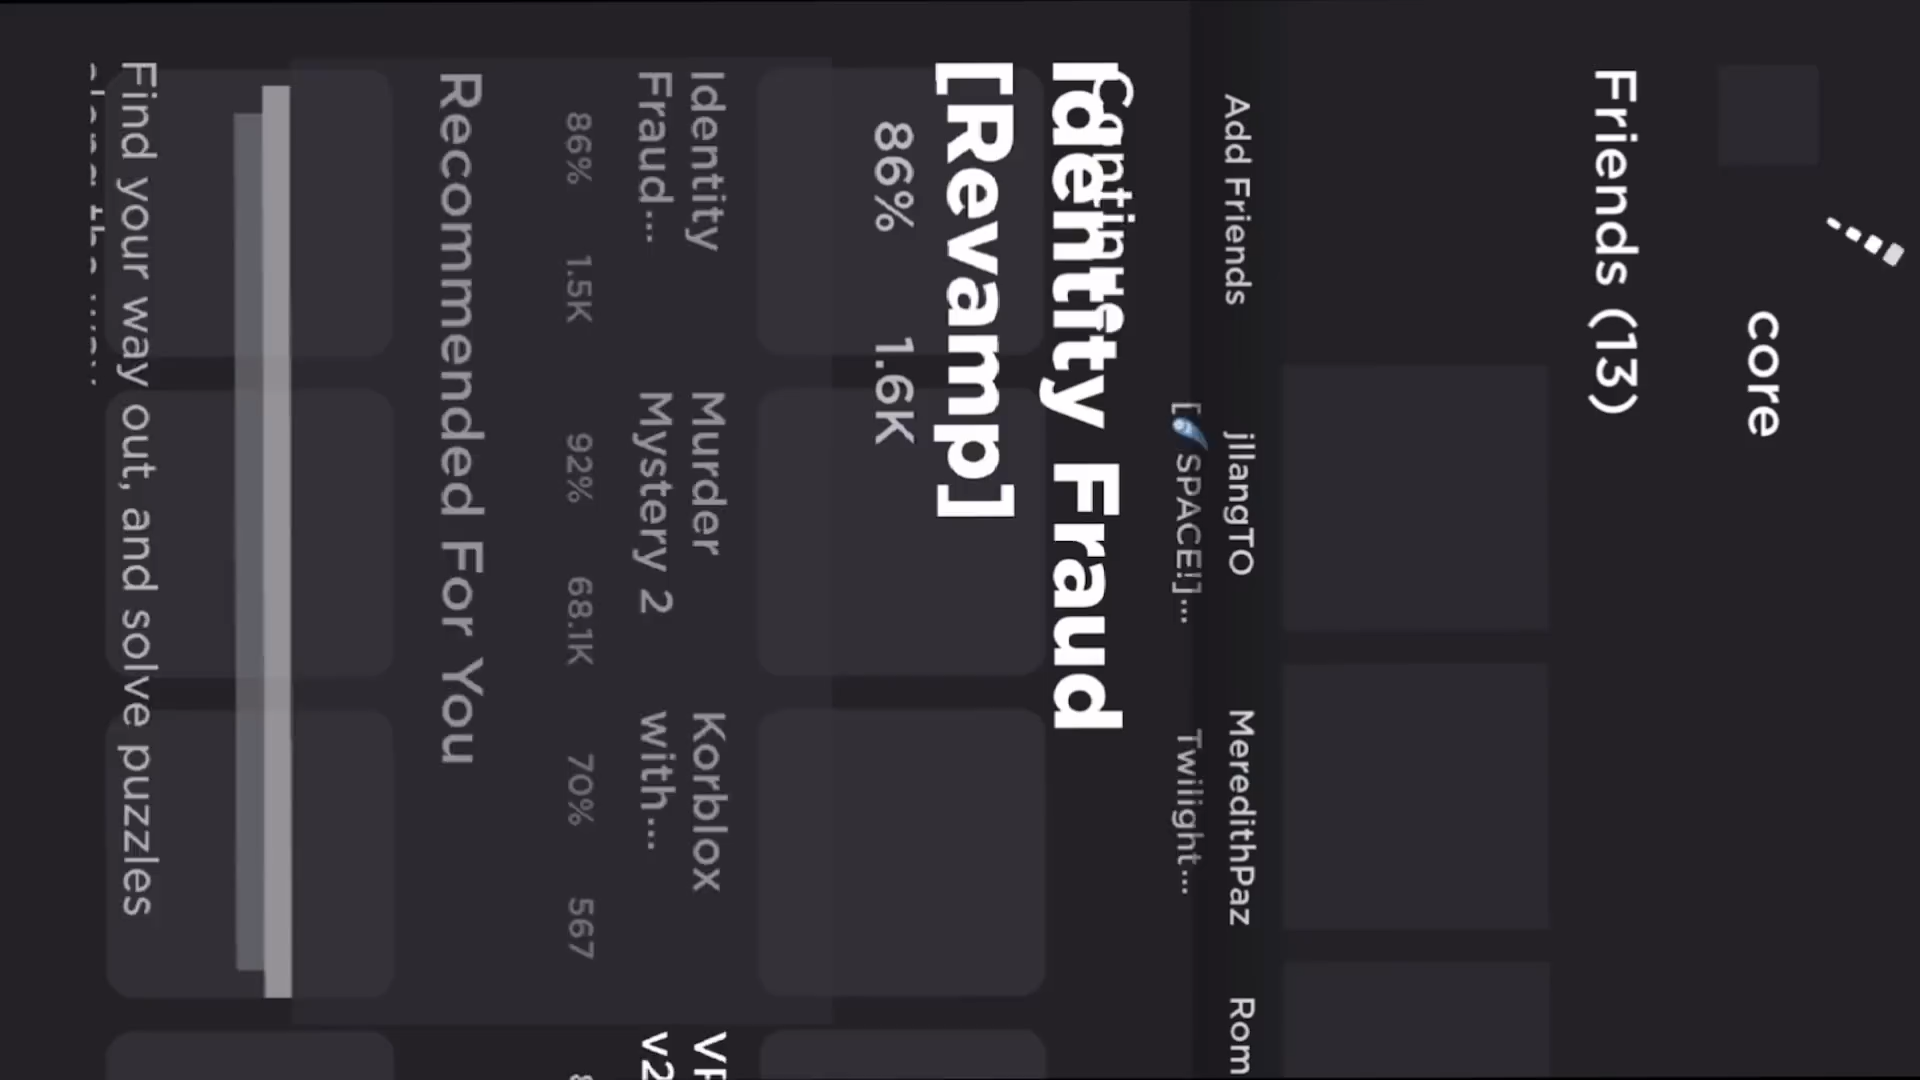 core
Friends (13)
Add Friends
jllangTO
MeredithPaz
Rom
[☄️SPACE!]...
Twilight...
Continue
Identity Fraud
[Revamp]
86% 1.6K
Identity
Fraud...
Murder
Mystery 2
Korblox
with...
86% 1.5K
92% 68.1K
70% 567
Recommended For You
Find your way out, and solve puzzles